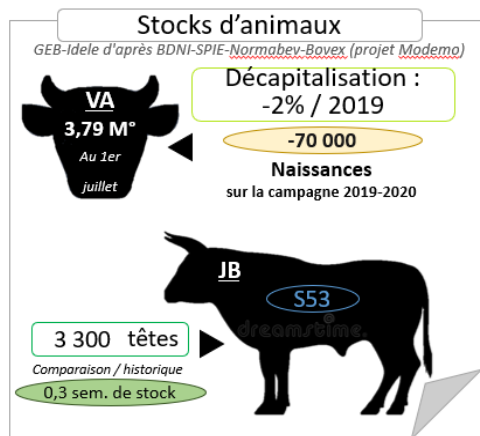 Stocks d’animaux
GEB-Idele d'après BDNI-SPIE-Normabev-Bovex (projet Modemo)
VA
3,79 M°
Au 1er
juillet
Décapitalisation :
-2% / 2019
-70 000
Naissances
sur la campagne 2019-2020
JB
S53
dreamstime.
3 300 têtes
Comparaison / historique
0,3 sem. de stock